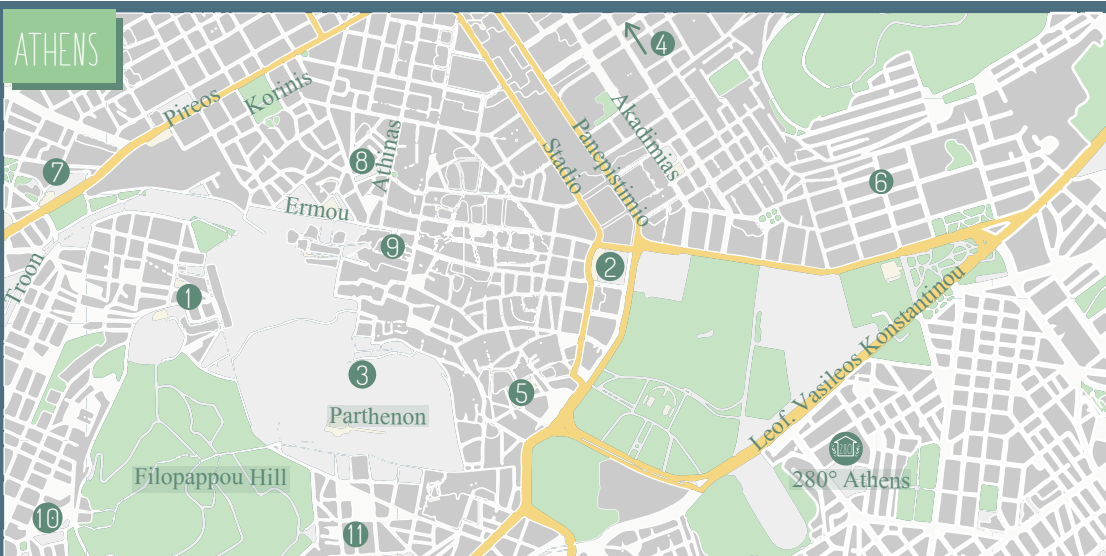 ATHENS
4
Pireos
Korinis
Athinas
Stadio
Panepistimio
Akadimias
7
8
6
Ermou
9
2
Troon
1
3
Parthenon
5
Leof. Vasileos Konstantinou
280
280° Athens
Filopappou Hill
10
11